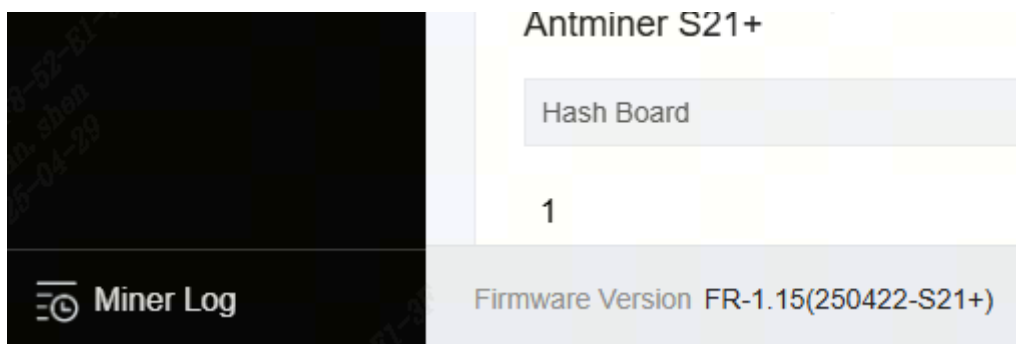 Antminer S21+
Hash Board
1
Miner Log
Firmware Version FR-1.15(250422-S21+)